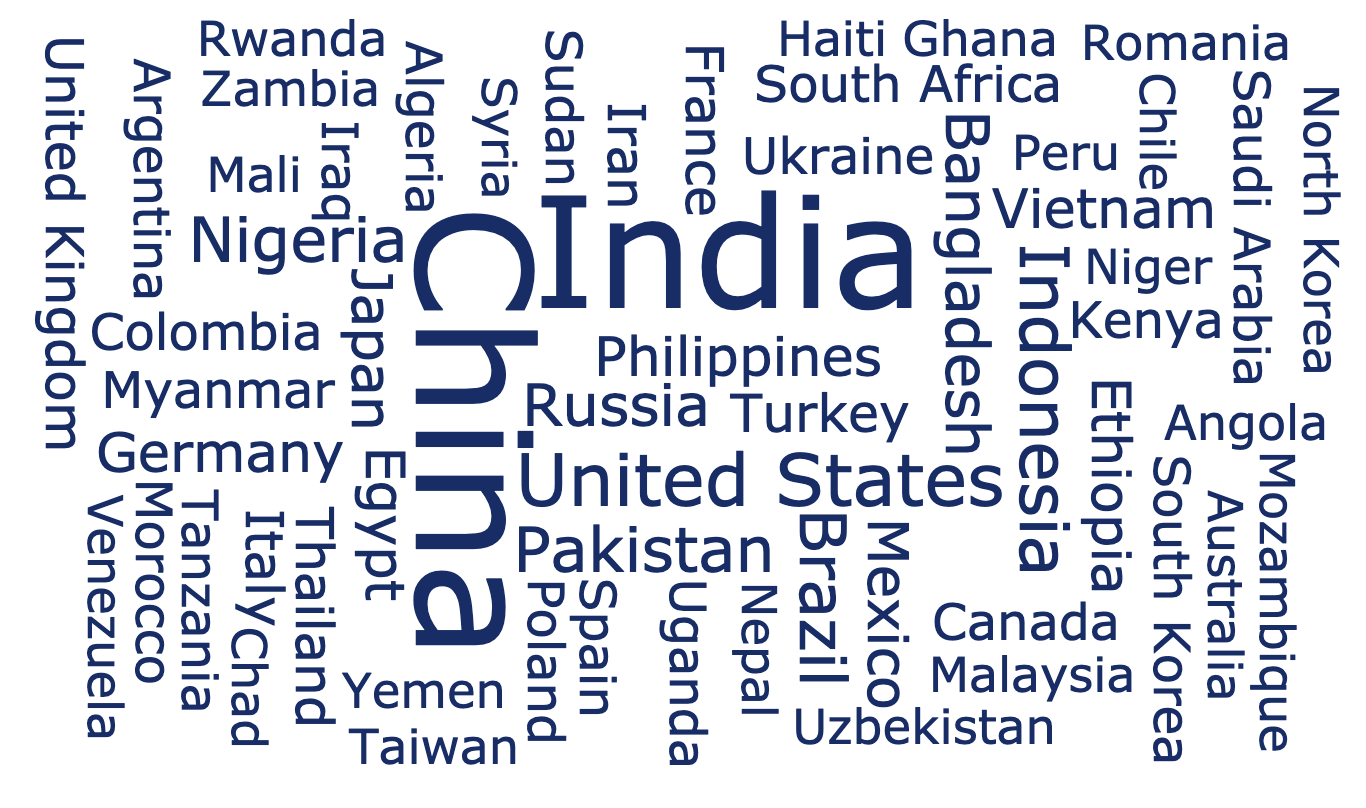 United Kingdom
Argentina
Rwanda
Zambia
Mali
Iraq
Algeria
Syria
Sudan
Iran
France
Haiti Ghana
Romania
South Africa
Ukraine
Bangladesh
Peru
Chile
Saudi Arabia
North Korea
Nigeria
China
India
Vietnam
Indonesia
Niger
Kenya
Colombia
Japan
Philippines
Myanmar
Russia
Turkey
Ethiopia
Angola
Germany
Egypt
United States
Pakistan
Venezuela
Morocco
Tanzania
Italy
Chad
Thailand
Brazil
Mexico
South Korea
Australia
Mozambique
Poland
Spain
Uganda
Nepal
Canada
Malaysia
Yemen
Taiwan
Uzbekistan